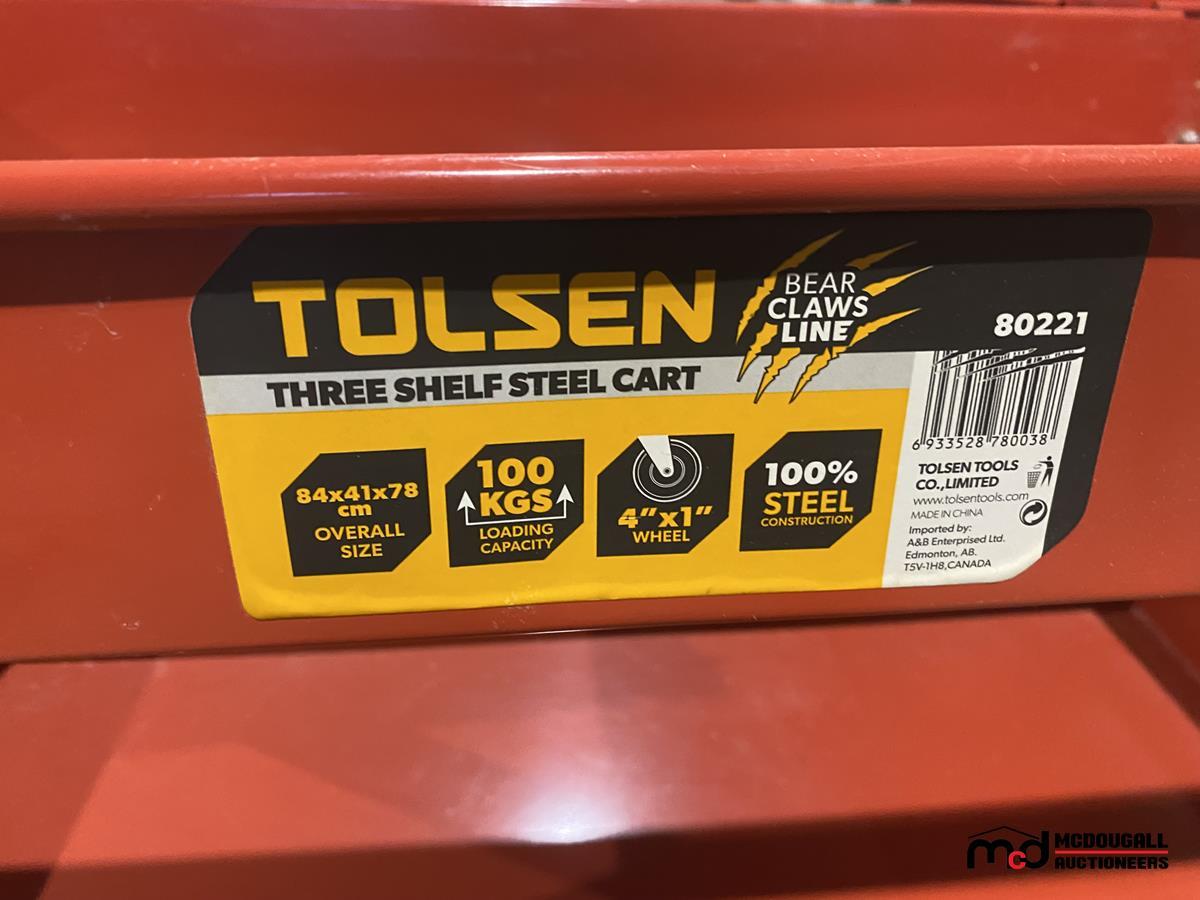 TOLSEN
BEAR
CLAWS
LINE
80221
THREE SHELF STEEL CART
84x41x78
cm
OVERALL
SIZE
100
KGS
LOADING
CAPACITY
4"x1"
WHEEL
100%
STEEL
CONSTRUCTION
6 933528 780038
TOLSEN TOOLS
CO.,LIMITED
www.tolsentools.com
MADE IN CHINA
Imported by:
A&B Enterprised Ltd.
Edmonton, AB.
T5V-1H8,CANADA
mcd
MCDOUGALL
AUCTIONEERS